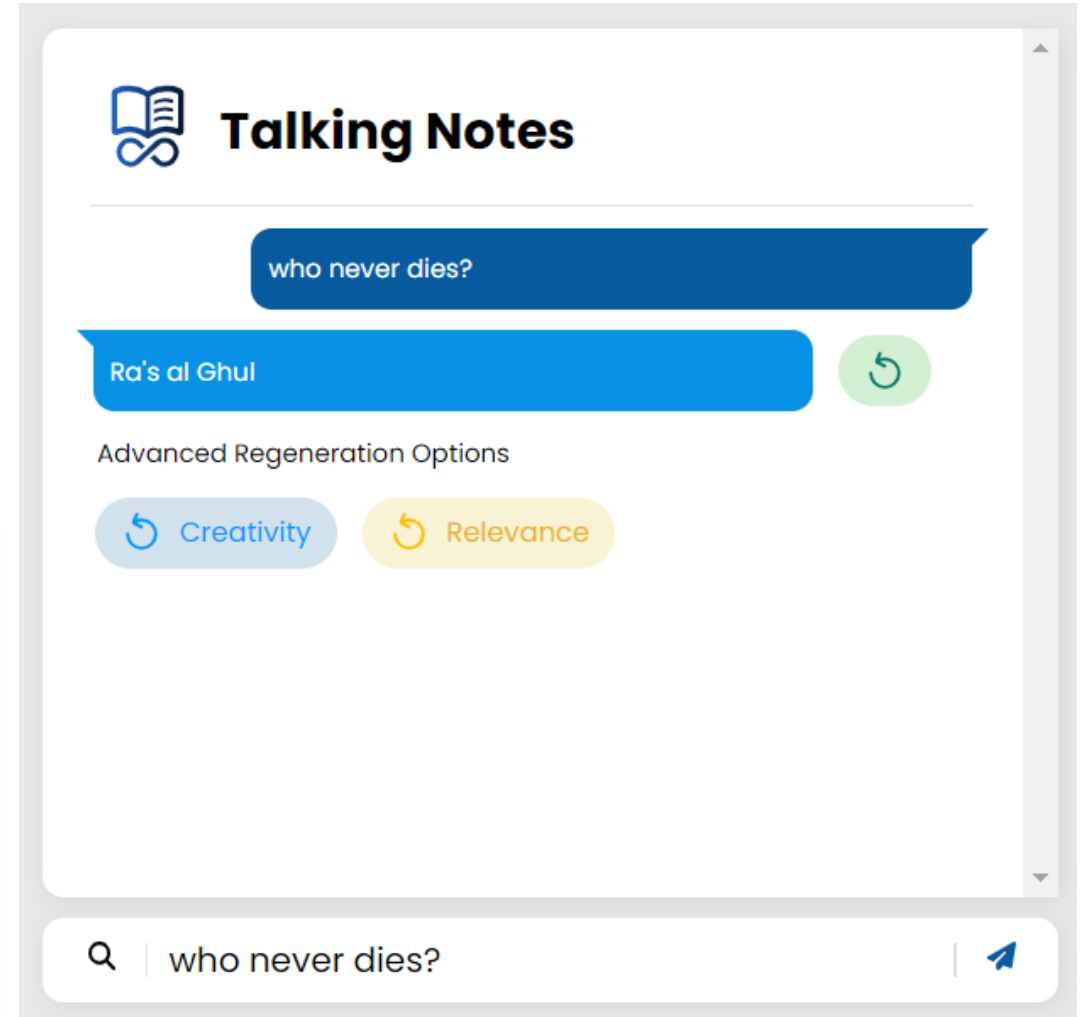 Talking Notes
who never dies?
Ra's al Ghul
Advanced Regeneration Options
Creativity Relevance
who never dies?